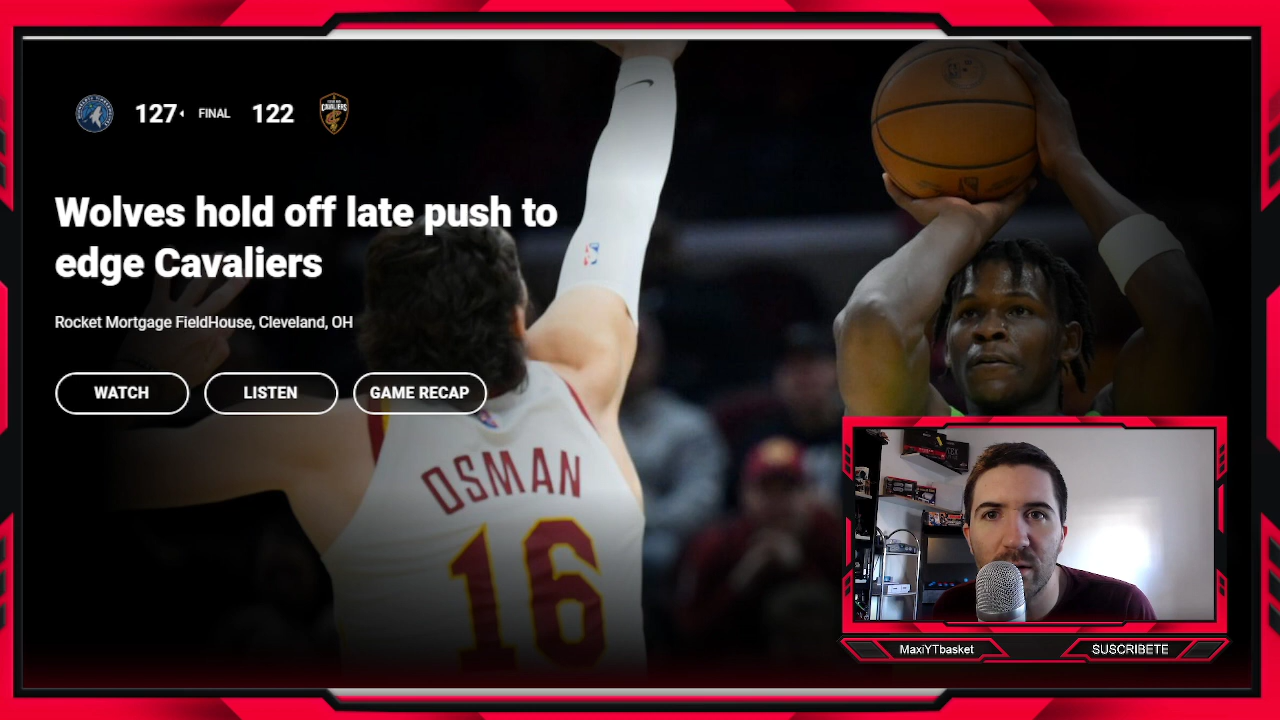 127 FINAL 122
Wolves hold off late push to
edge Cavaliers
Rocket Mortgage FieldHouse, Cleveland, OH
WATCH LISTEN GAME RECAP
OSMAN
16
MaxiYTbasket SUSCRIBETE